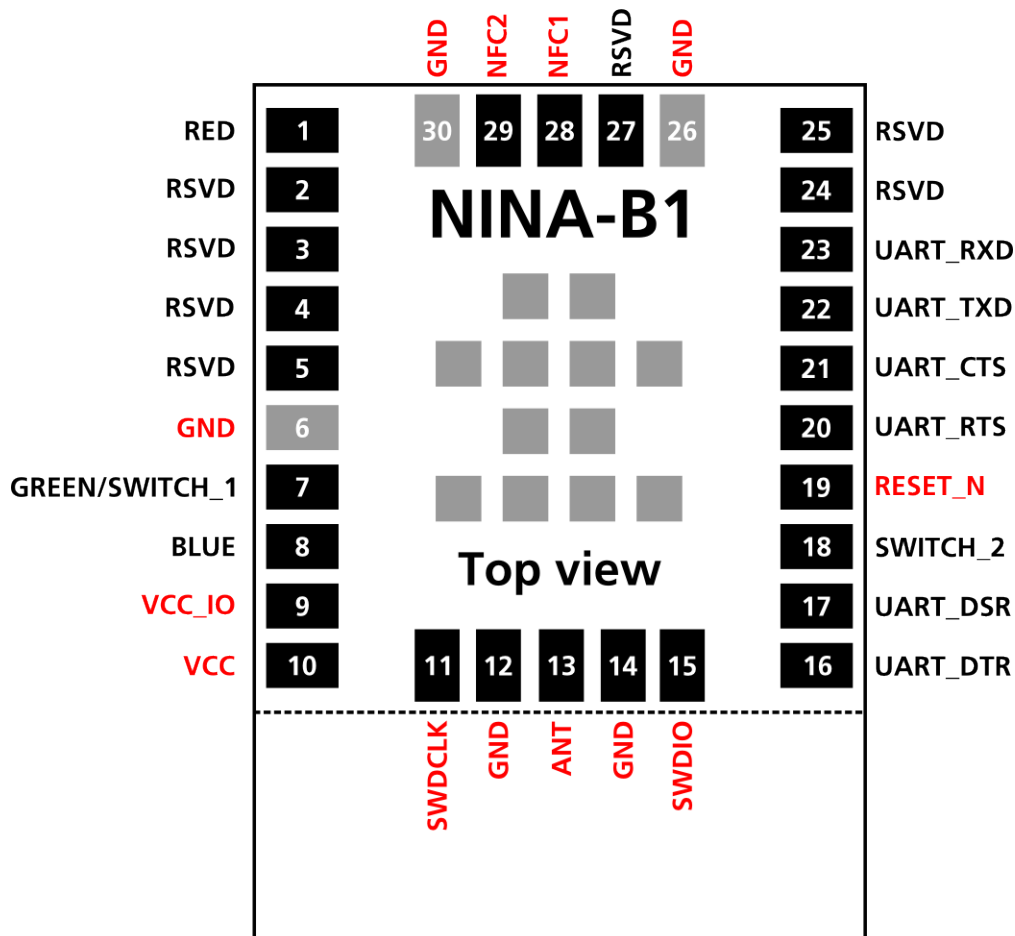 GND NFC2 NFC1 RSVD GND
30 29 28 27 26
RED 1 25 RSVD
RSVD 2 24 RSVD
NINA-B1
RSVD 3 23 UART_RXD
RSVD 4 22 UART_TXD
RSVD 5 21 UART_CTS
GND 6 20 UART_RTS
GREEN/SWITCH_1 7 19 RESET_N
BLUE 8 18 SWITCH_2
Top view
VCC_IO 9 17 UART_DSR
VCC 10 16 UART_DTR
11 12 13 14 15
SWDCLK GND ANT GND SWDIO